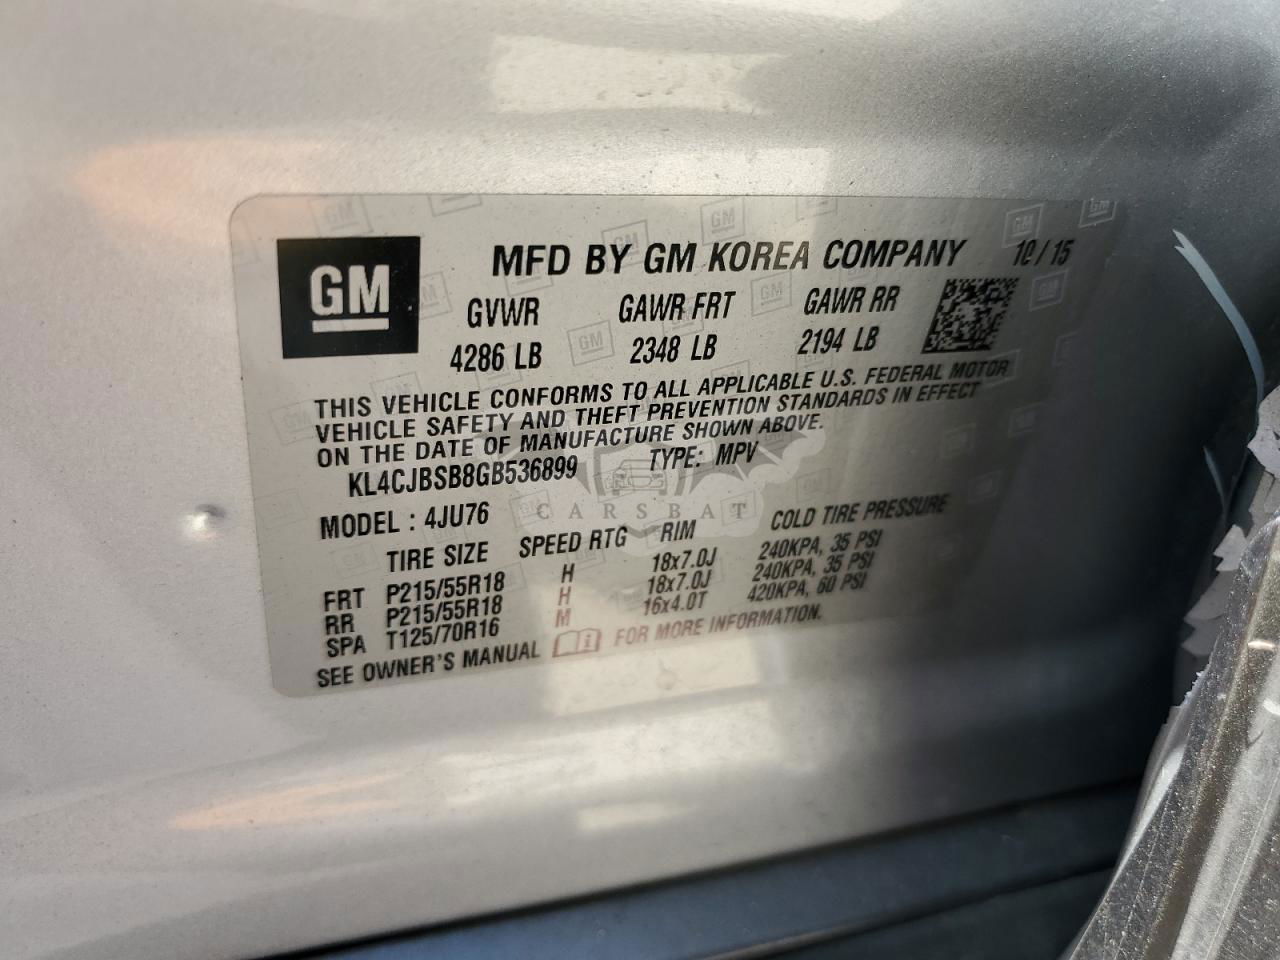 GM
MFD BY GM KOREA COMPANY 10/15
GVWR GAWR FRT GAWR RR
4286 LB 2348 LB 2194 LB
THIS VEHICLE CONFORMS TO ALL APPLICABLE U.S. FEDERAL MOTOR
VEHICLE SAFETY AND THEFT PREVENTION STANDARDS IN EFFECT
ON THE DATE OF MANUFACTURE SHOWN ABOVE.
KL4CJBSB8GB536899 TYPE: MPV
CARSBAT
MODEL : 4JU76
TIRE SIZE SPEED RTG RIM COLD TIRE PRESSURE
FRT P215/55R18 H 18x7.0J 240KPA, 35 PSI
RR P215/55R18 H 18x7.0J 240KPA, 35 PSI
SPA T125/70R16 M 16x4.0T 420KPA, 60 PSI
SEE OWNER'S MANUAL i FOR MORE INFORMATION.